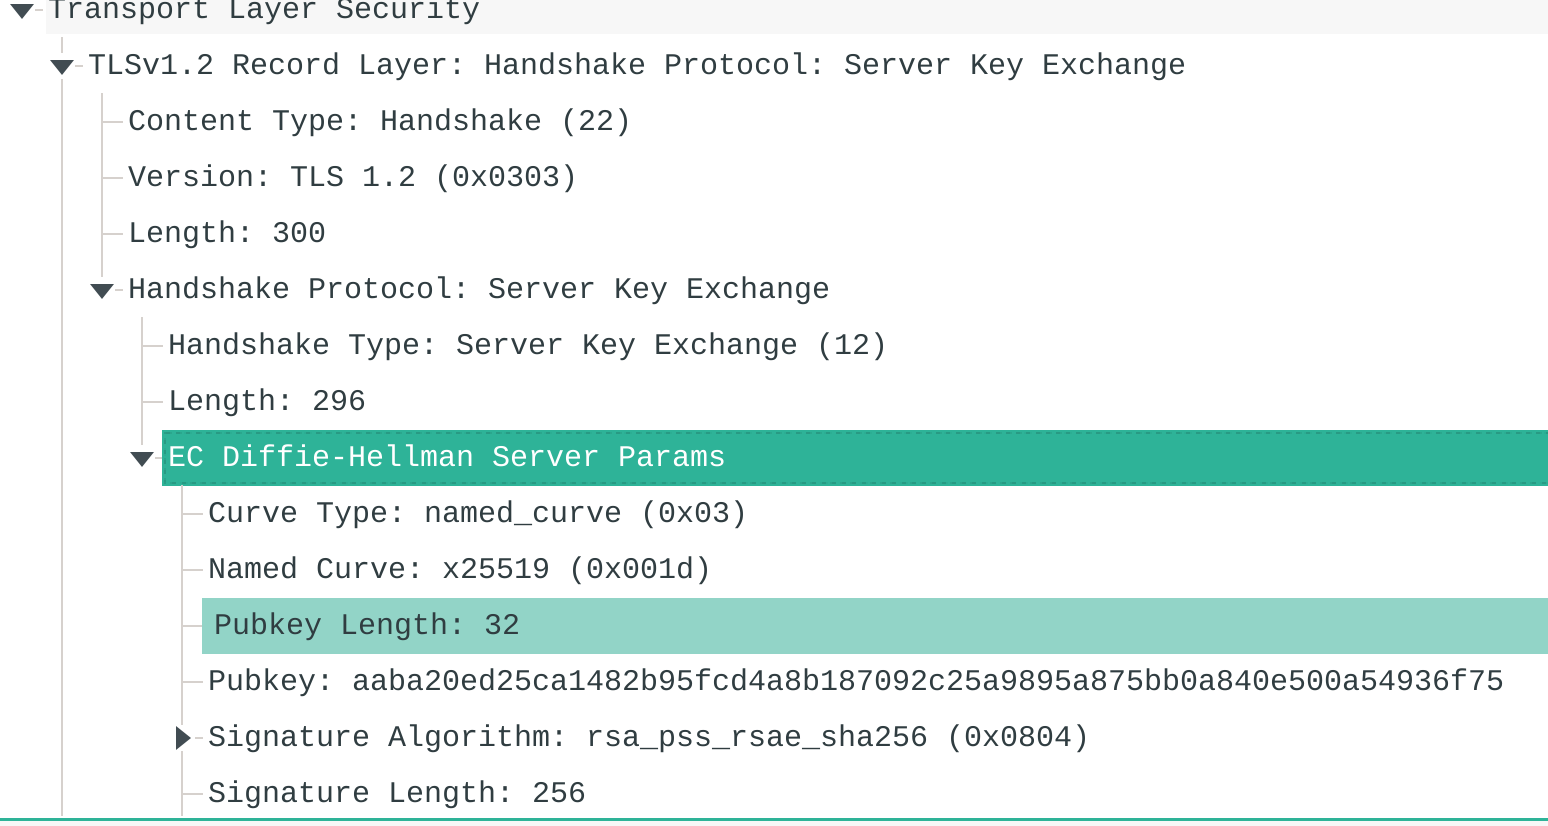 Transport Layer Security
TLSv1.2 Record Layer: Handshake Protocol: Server Key Exchange
Content Type: Handshake (22)
Version: TLS 1.2 (0x0303)
Length: 300
Handshake Protocol: Server Key Exchange
Handshake Type: Server Key Exchange (12)
Length: 296
EC Diffie-Hellman Server Params
Curve Type: named_curve (0x03)
Named Curve: x25519 (0x001d)
Pubkey Length: 32
Pubkey: aaba20ed25ca1482b95fcd4a8b187092c25a9895a875bb0a840e500a54936f75
Signature Algorithm: rsa_pss_rsae_sha256 (0x0804)
Signature Length: 256